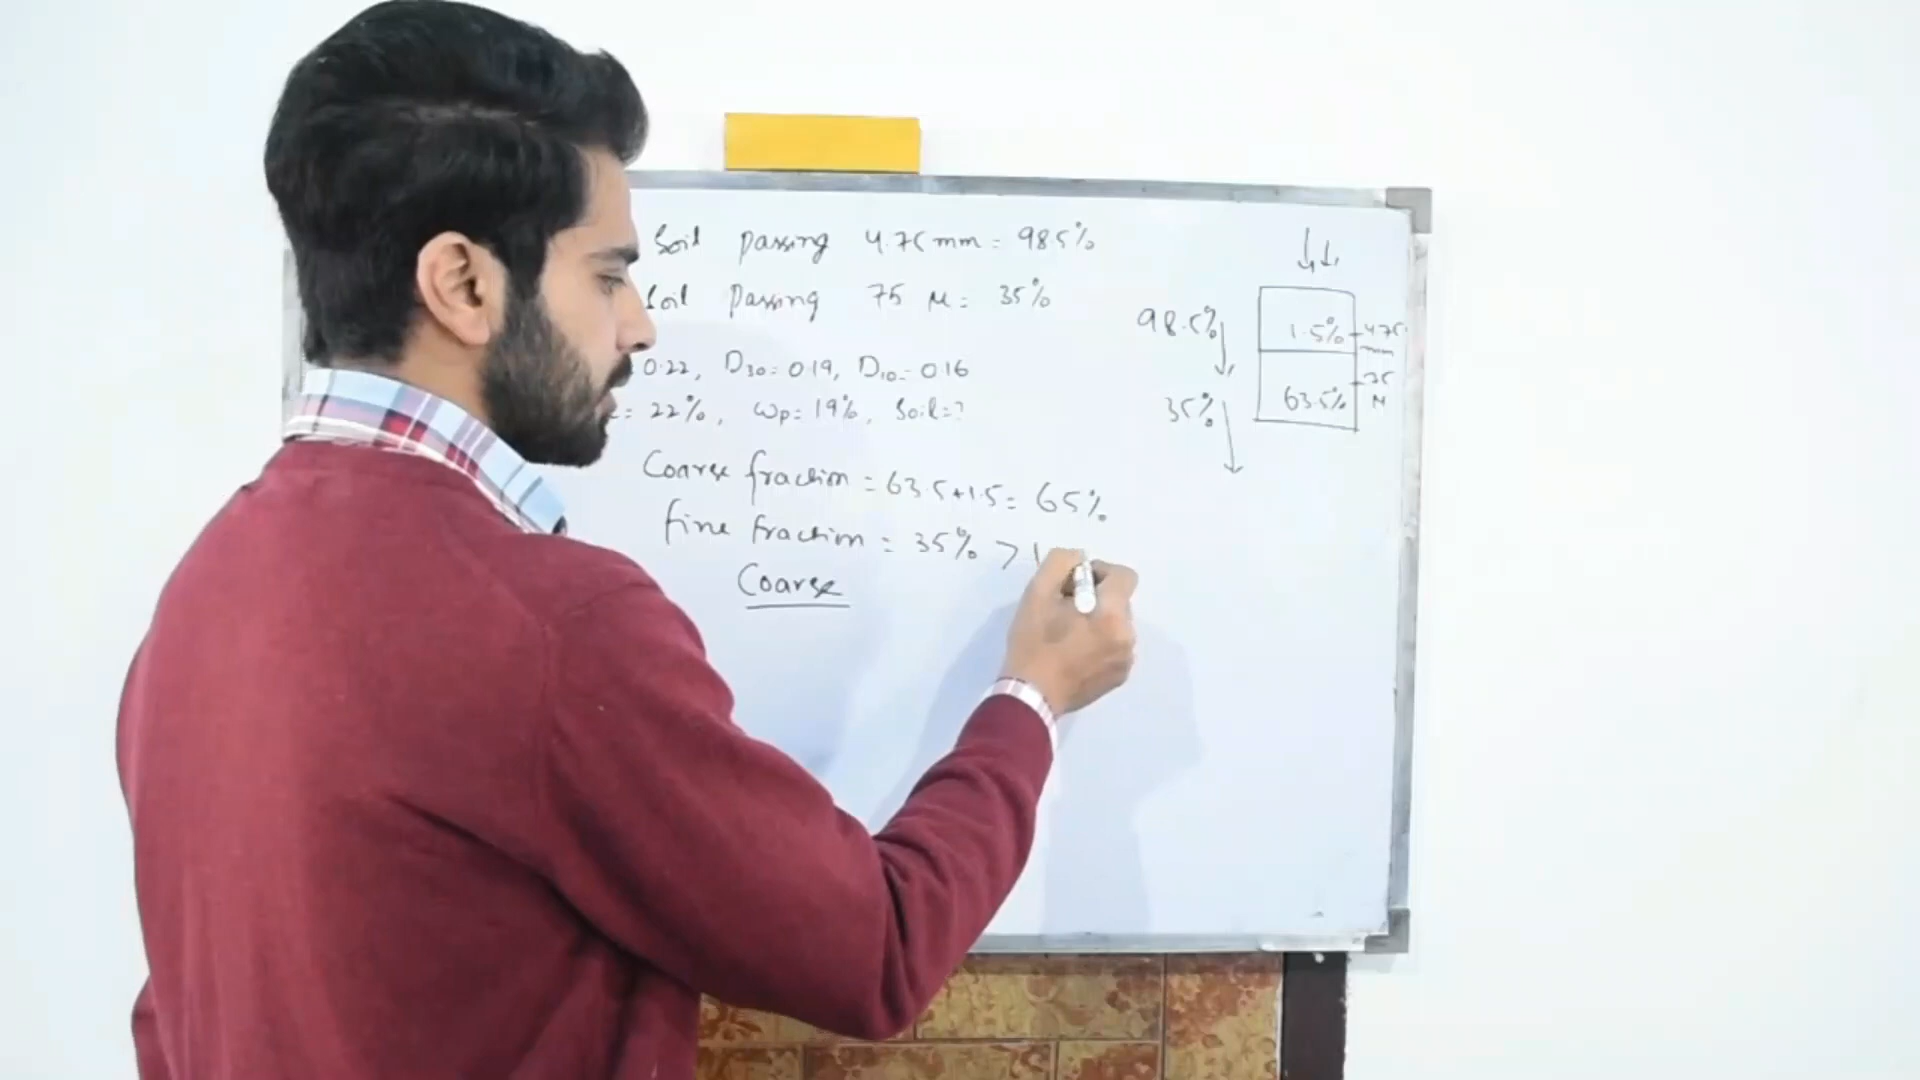 Soil passing 4.75mm = 98.5%
Soil Passing 75 μ = 35%
0.22, D30 = 0.19, D10 = 0.16
= 22%, wp = 19%, Soil = ?
Coarse fraction = 63.5+1.5 = 65%
fine fraction = 35% > 1
Coarse
98.5%
35%
1.5%
4.75
mm
63.5%
75
μ